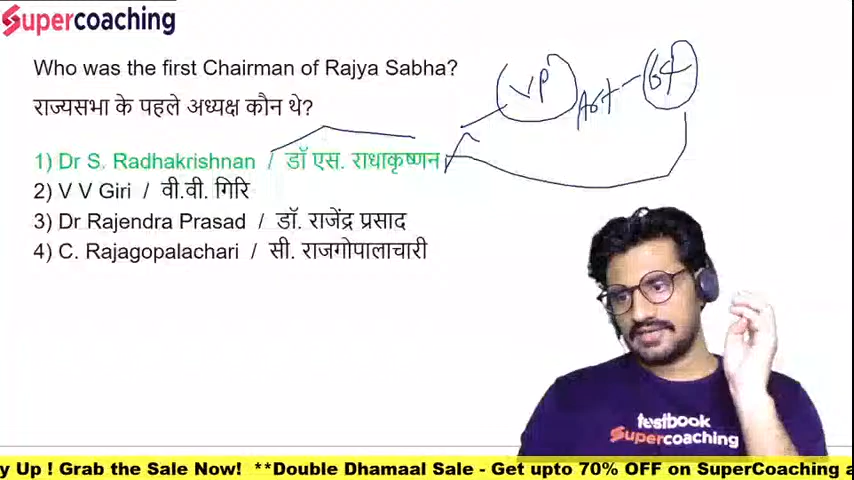 Supercoaching
Who was the first Chairman of Rajya Sabha?
राज्यसभा के पहले अध्यक्ष कौन थे?
VP
Art - 64
1) Dr S. Radhakrishnan / डॉ एस. राधाकृष्णन
2) V V Giri / वी.वी. गिरि
3) Dr Rajendra Prasad / डॉ. राजेंद्र प्रसाद
4) C. Rajagopalachari / सी. राजगोपालाचारी
testbook
Supercoaching
y Up ! Grab the Sale Now! **Double Dhamaal Sale - Get upto 70% OFF on SuperCoaching a